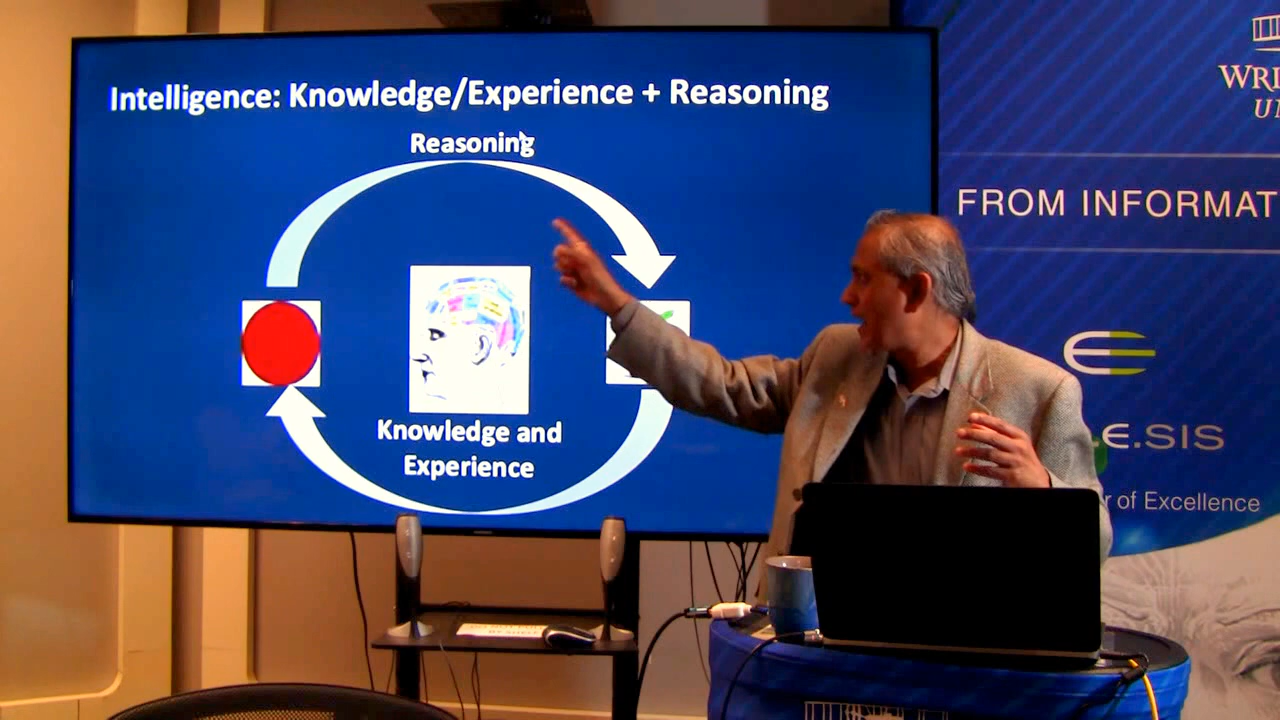 Intelligence: Knowledge/Experience + Reasoning
Reasoning
Knowledge and
Experience
WRI
U
FROM INFORMAT
E.SIS
r of Excellence